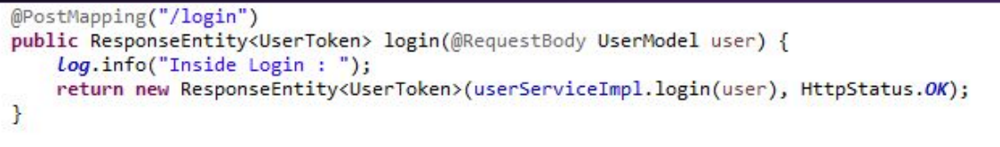 @PostMapping("/login")
public ResponseEntity<UserToken> login(@RequestBody UserModel user) {
    log.info("Inside Login : ");
    return new ResponseEntity<UserToken>(userServiceImpl.login(user), HttpStatus.OK);
}